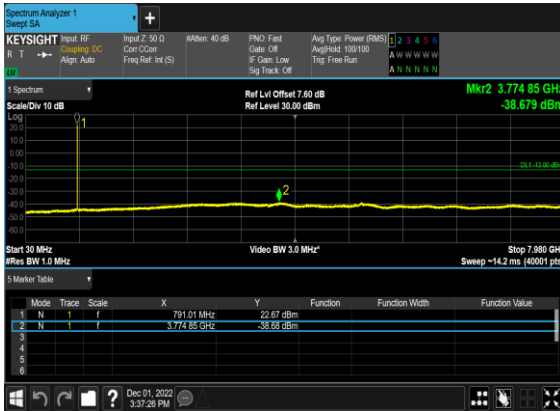 Spectrum Analyzer 1
Swept SA
+
KEYSIGHT Input: RF Input Z: 50 Ω #Atten: 40 dB PNO: Fast Avg Type: Power (RMS) 1 2 3 4 5 6
R T Coupling: DC Corr CCorr Gate: Off Avg|Hold: 100/100 A W W W W W
Align: Auto Freq Ref: Int (S) IF Gain: Low Trig: Free Run
Sig Track: Off A N N N N N
1 Spectrum Ref Lvl Offset 7.60 dB Mkr2 3.774 85 GHz
Scale/Div 10 dB Ref Level 30.00 dBm -38.679 dBm
Log
20.0
10.0
0.00
-10.0
DL1 -13.00 dBm
-20.0
-30.0
-40.0
-50.0
-60.0
1
2
Start 30 MHz Video BW 3.0 MHz* Stop 7.980 GHz
#Res BW 1.0 MHz Sweep ~14.2 ms (40001 pts)
5 Marker Table
Mode Trace Scale X Y Function Function Width Function Value
1 N 1 f 791.01 MHz 22.67 dBm
2 N 1 f 3.774 85 GHz -38.68 dBm
3
4
5
6
? Dec 01, 2022
3:37:26 PM